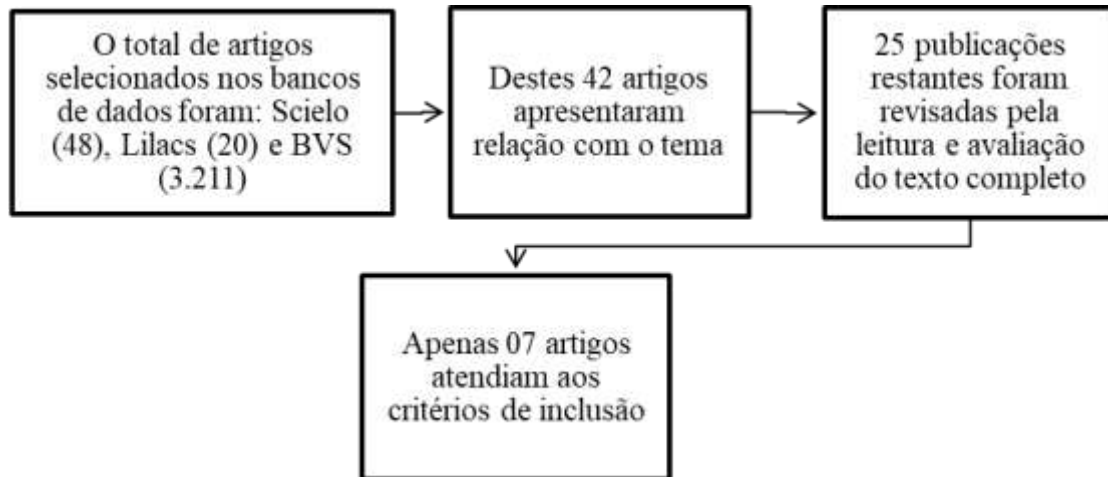 O total de artigos
selecionados nos bancos
de dados foram: Scielo
(48), Lilacs (20) e BVS
(3.211)
Destes 42 artigos
apresentaram
relação com o tema
25 publicações
restantes foram
revisadas pela
leitura e avaliação
do texto completo
Apenas 07 artigos
atendiam aos
critérios de inclusão